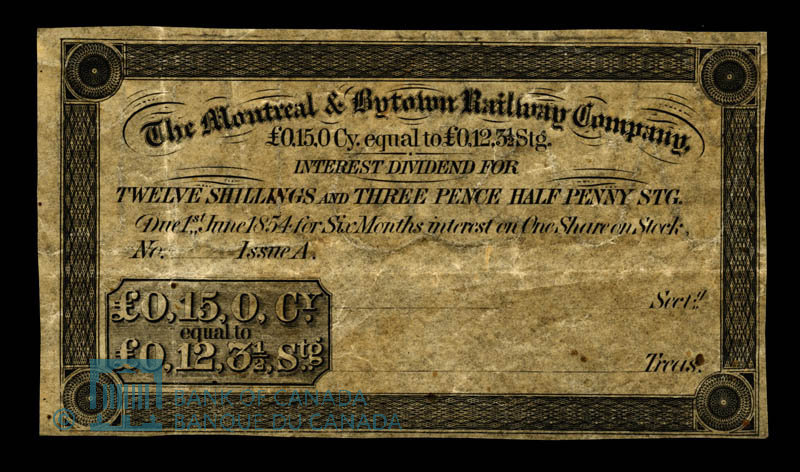 The Montreal & Bytown Railway Company,
£0,15,0 Cy. equal to £0,12,3½ Stg.
INTEREST DIVIDEND FOR
TWELVE SHILLINGS AND THREE PENCE HALF PENNY STG.
Due 1st June 1854 for Six Months interest on One Share on Stock,
No. Issue A.
£0,15,0, Cy.
equal to
£0,12,3½, Stg
Secty.
Treas.
© BANK OF CANADA
BANQUE DU CANADA